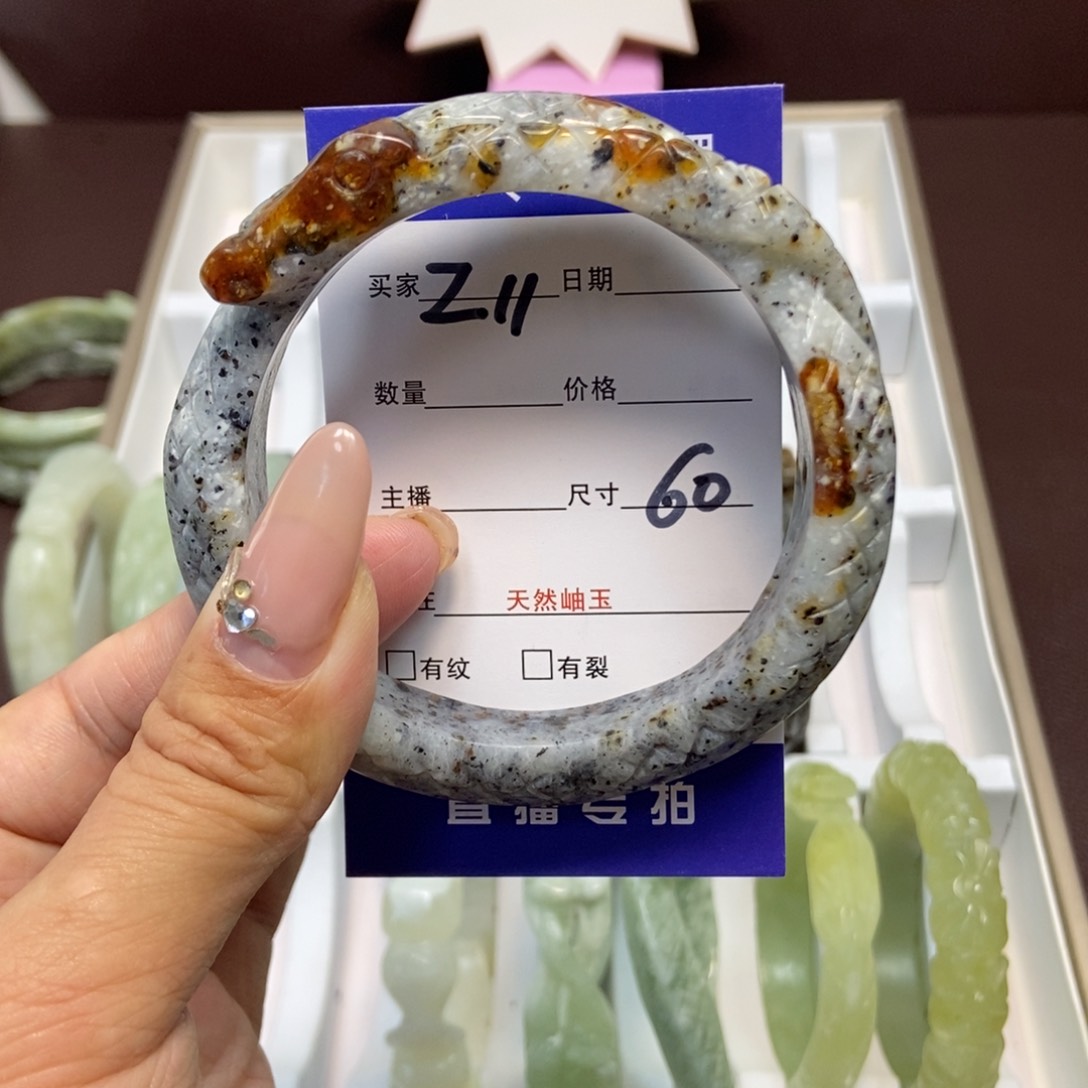 买家 Z11 日期
数量 价格
主播 尺寸 60
天然岫玉
□有纹 □有裂
直播专拍